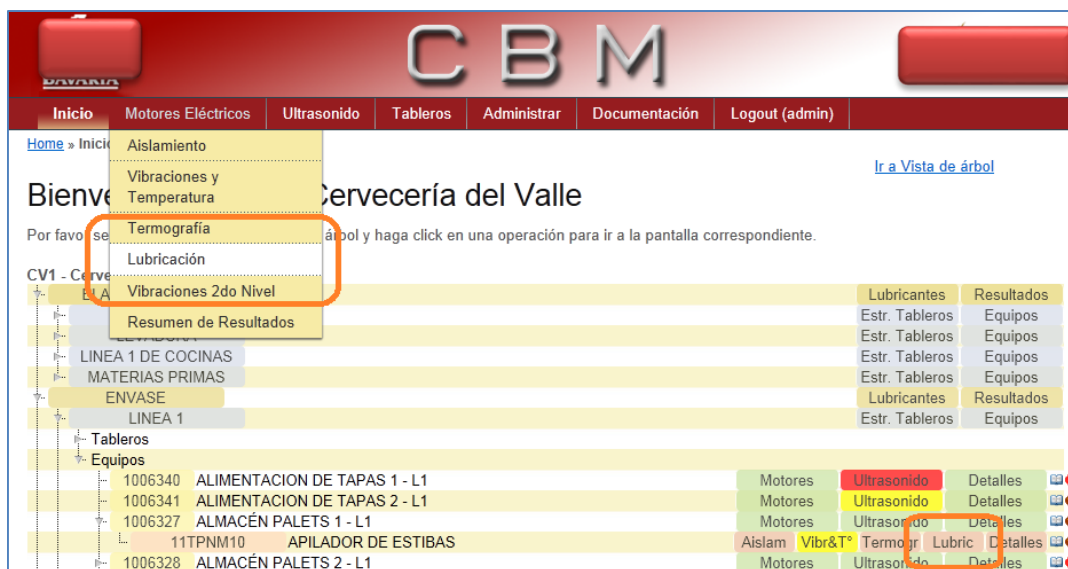 CBM
BAVARIA
Inicio Motores Eléctricos Ultrasonido Tableros Administrar Documentación Logout (admin)
Home » Inicio
Aislamiento
Ir a Vista de árbol
Vibraciones y
Temperatura
Bienve Cervecería del Valle
Termografía
Por favor se árbol y haga click en una operación para ir a la pantalla correspondiente.
Lubricación
CV1 - Cerve
Vibraciones 2do Nivel
ELA Lubricantes Resultados
Estr. Tableros Equipos
Resumen de Resultados
LEVADURA Estr. Tableros Equipos
LINEA 1 DE COCINAS Estr. Tableros Equipos
MATERIAS PRIMAS Estr. Tableros Equipos
ENVASE Lubricantes Resultados
LINEA 1 Estr. Tableros Equipos
Tableros
Equipos
1006340 ALIMENTACION DE TAPAS 1 - L1 Motores Ultrasonido Detalles
1006341 ALIMENTACION DE TAPAS 2 - L1 Motores Ultrasonido Detalles
1006327 ALMACÉN PALETS 1 - L1 Motores Ultrasonido Detalles
11TPNM10 APILADOR DE ESTIBAS Aislam Vibr&T° Termogr Lubric Detalles
1006328 ALMACÉN PALETS 2 - L1 Motores Ultrasonido Detalles